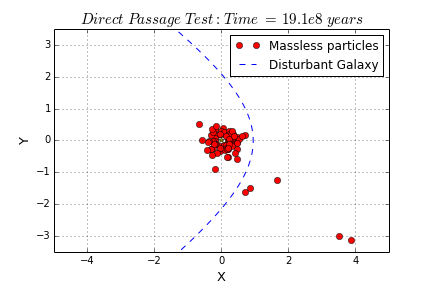 Direct Passage Test : Time = 19.1e8 years
Massless particles
Disturbant Galaxy
Y
3
2
1
0
−1
−2
−3
−4
−2
0
2
4
X